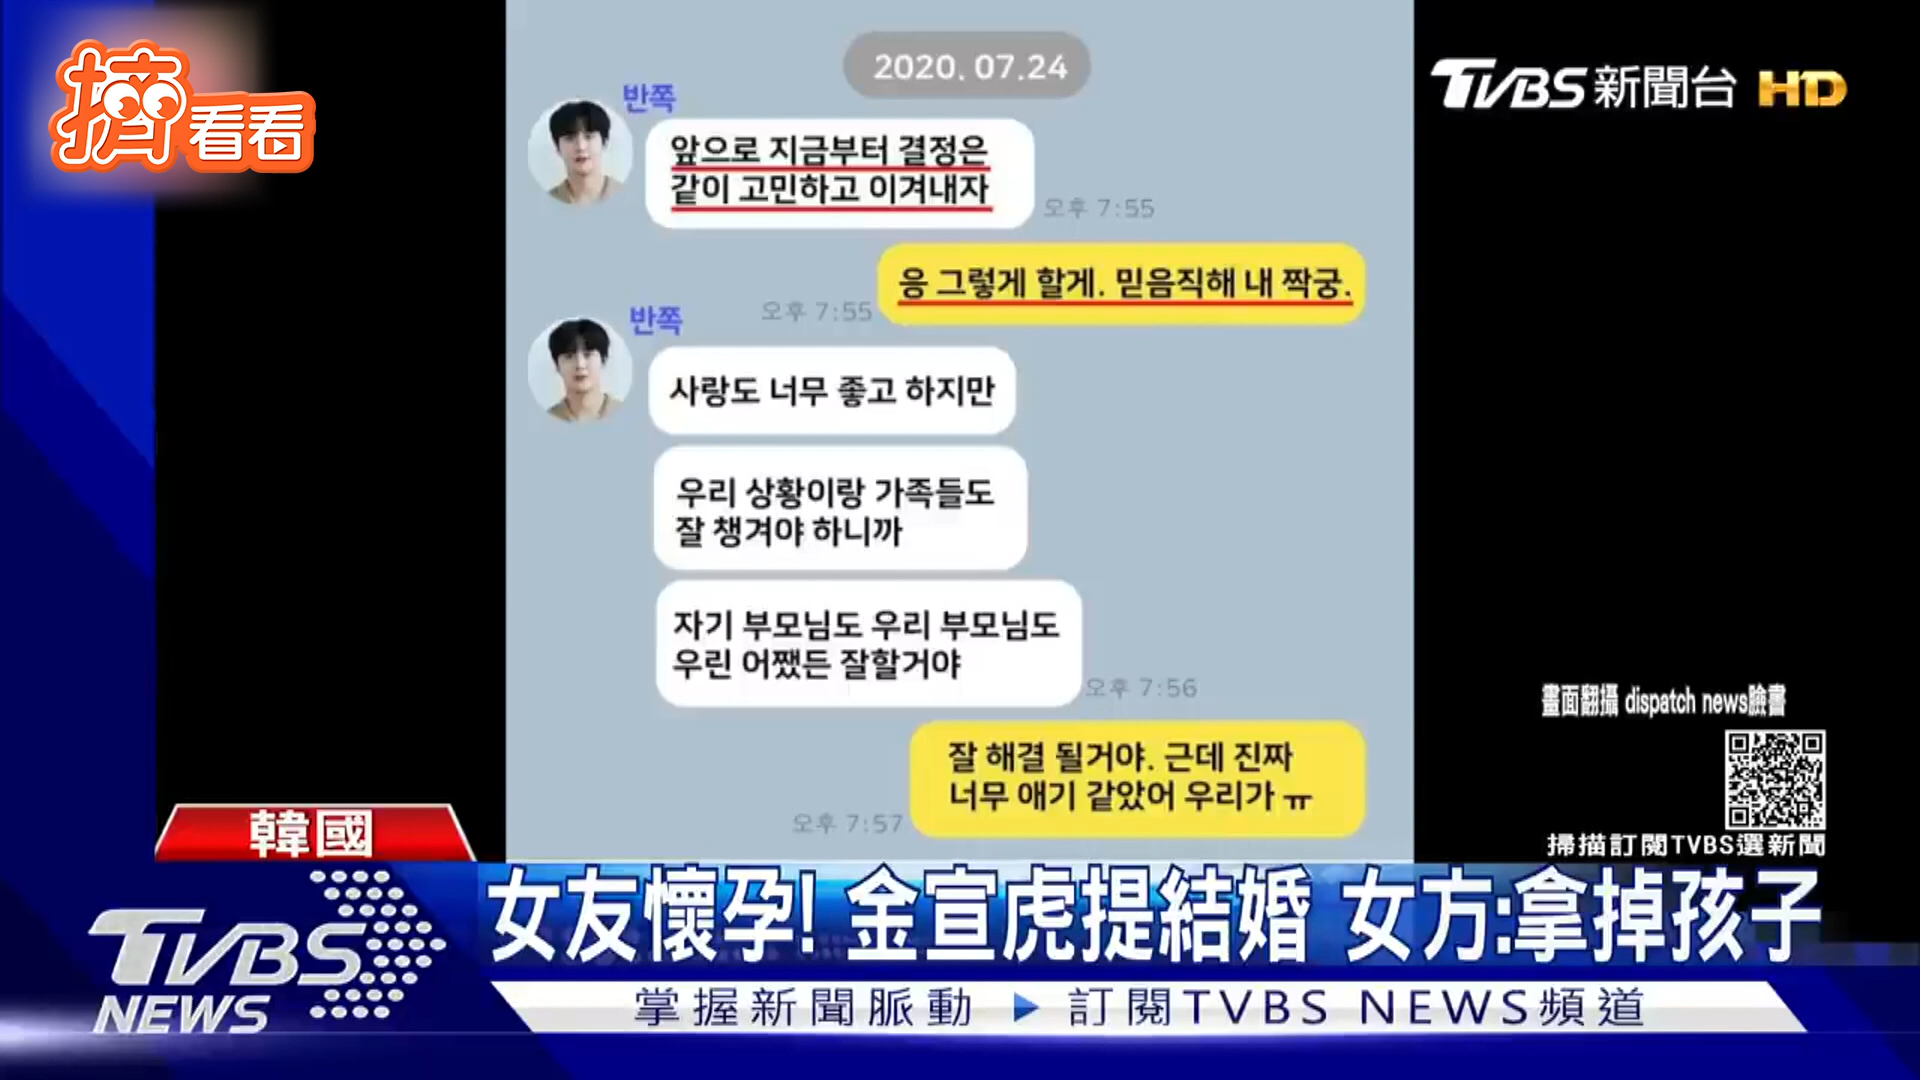 擠看看
2020. 07.24
TVBS新聞台 HD
반쪽
앞으로 지금부터 결정은
같이 고민하고 이겨내자
오후 7:55
응 그렇게 할게. 믿음직해 내 짝궁.
오후 7:55
반쪽
사랑도 너무 좋고 하지만
우리 상황이랑 가족들도
잘 챙겨야 하니까
자기 부모님도 우리 부모님도
우린 어쨌든 잘할거야
오후 7:56
잘 해결 될거야. 근데 진짜
너무 애기 같았어 우리가 ㅠ
오후 7:57
畫面翻攝 dispatch news臉書
掃描訂閱TVBS選新聞
韓國
女友懷孕! 金宣虎提結婚 女方:拿掉孩子
TVBS
NEWS
掌握新聞脈動 ▶ 訂閱TVBS NEWS頻道